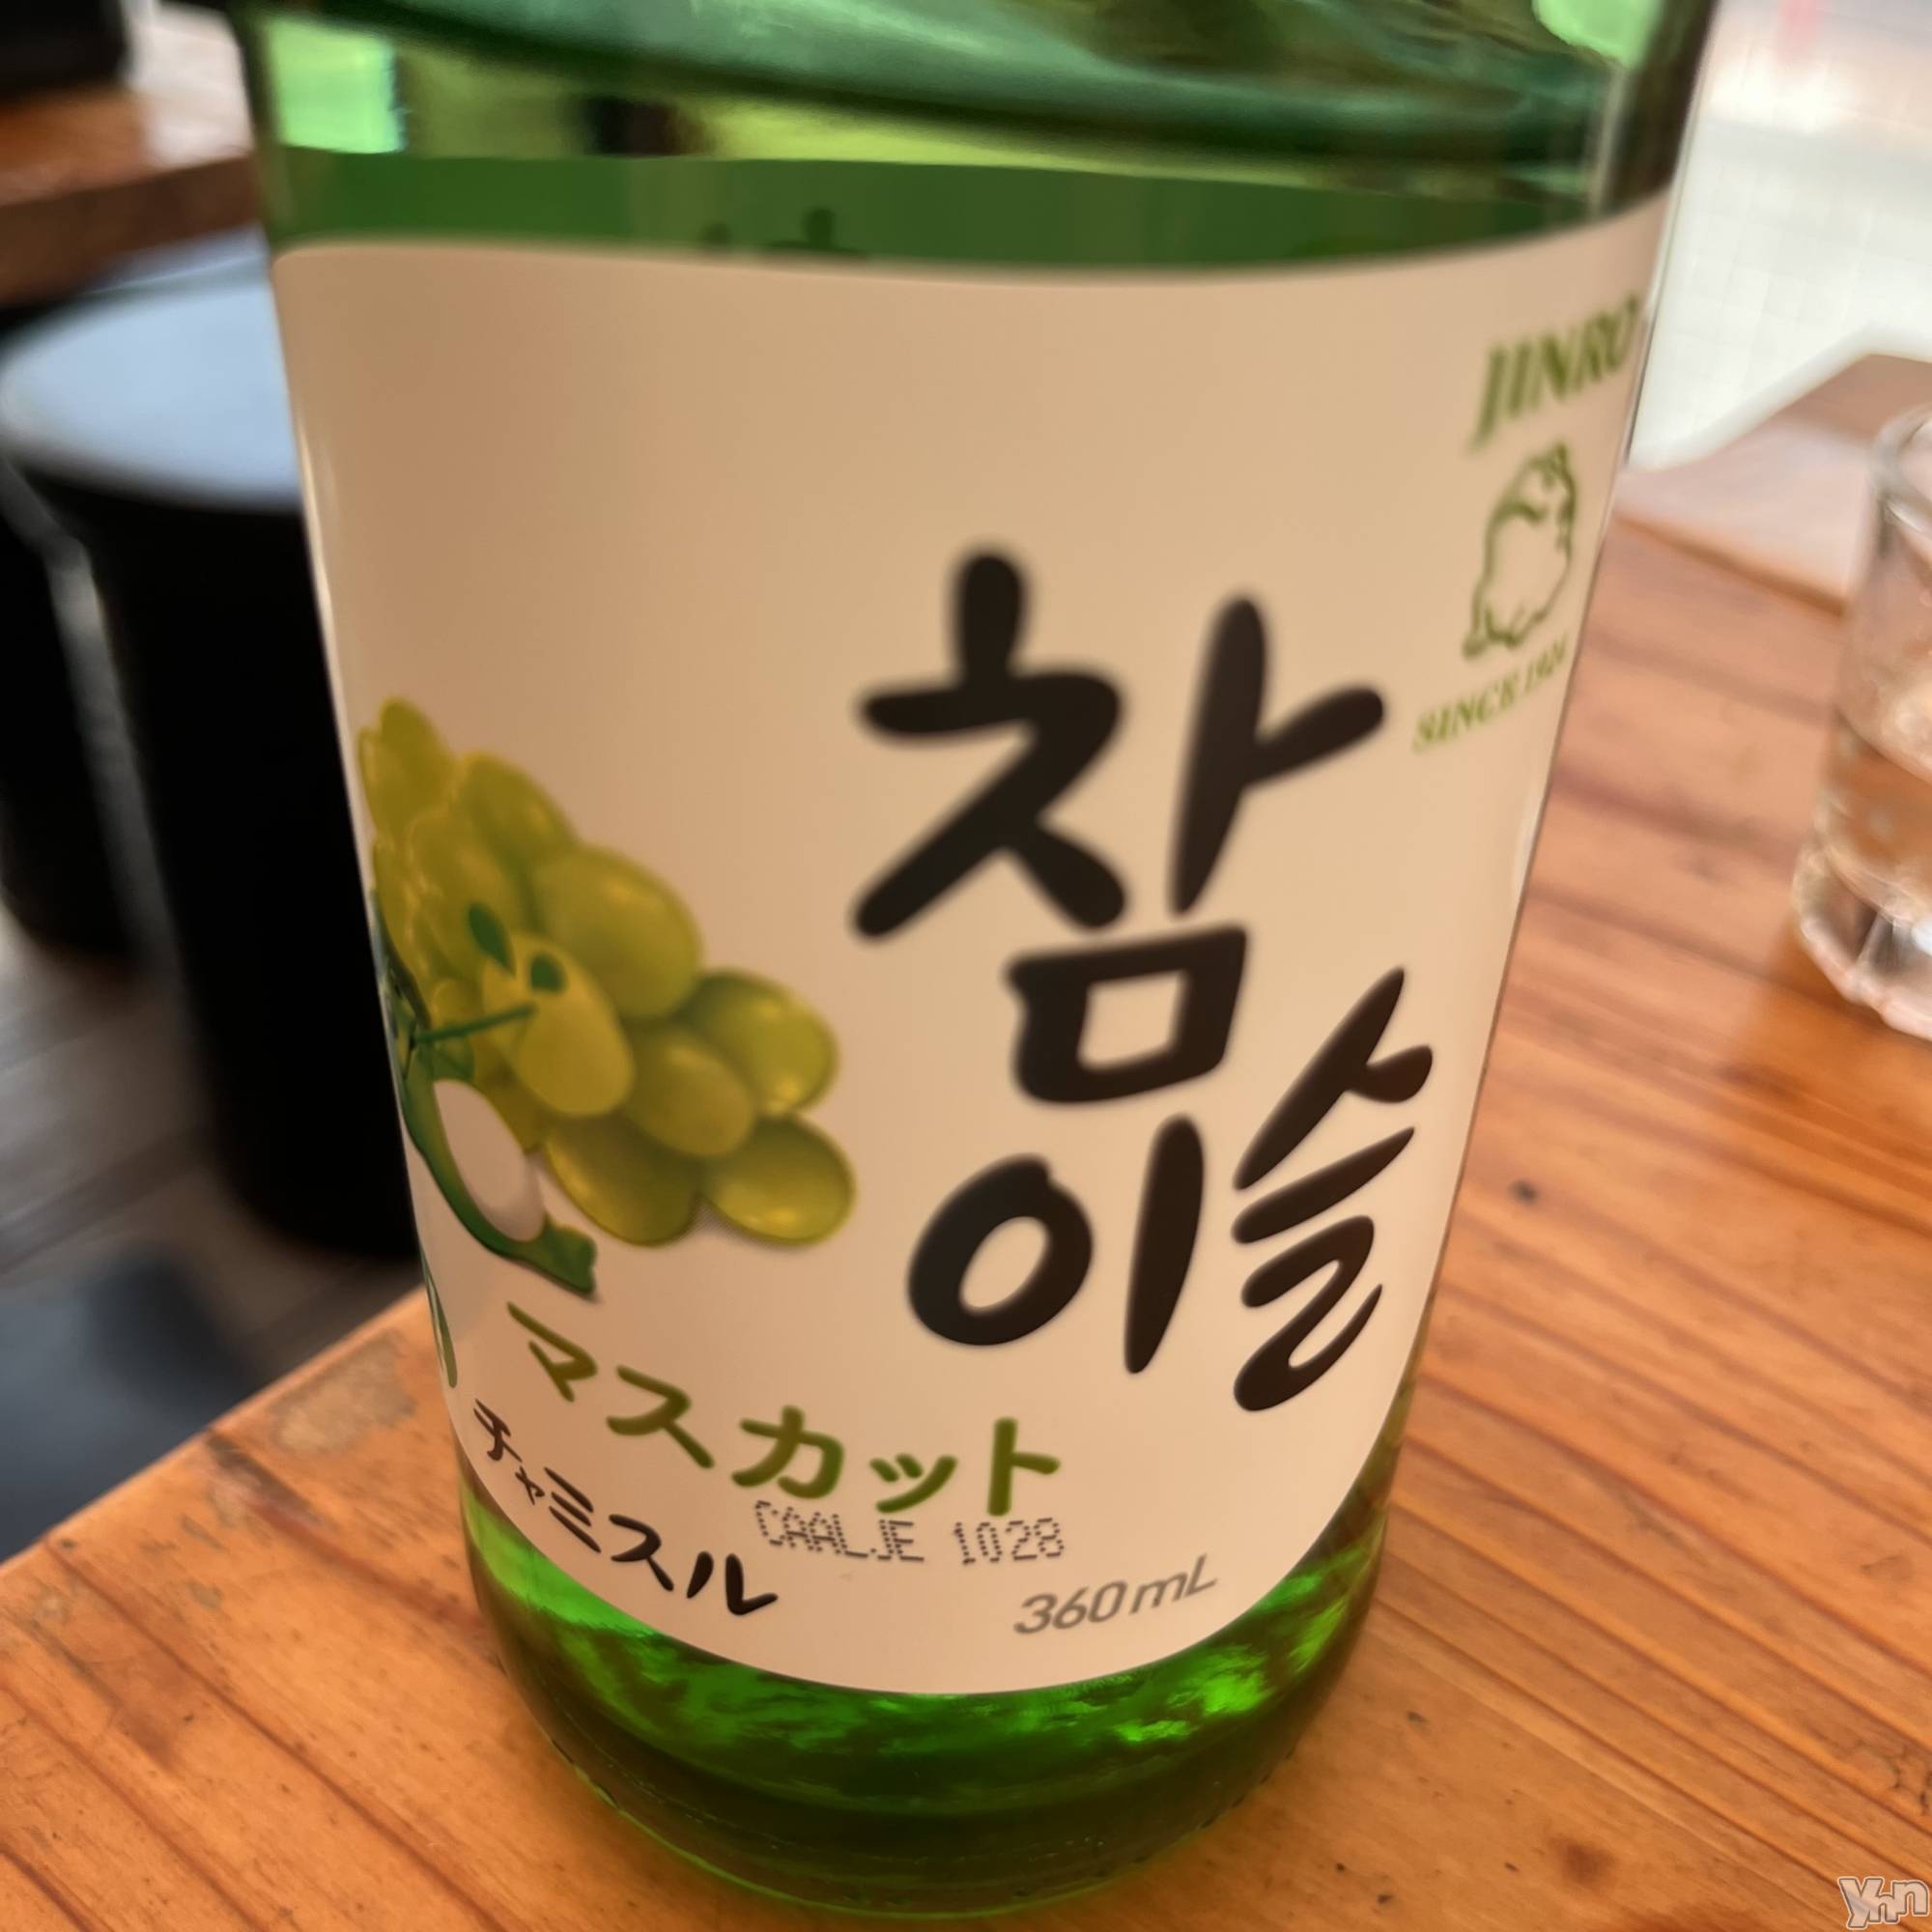 JINRO
SINCE 1924
참
이슬
マスカット
チャミスル
CAALJE 1028
360mL
Ynn